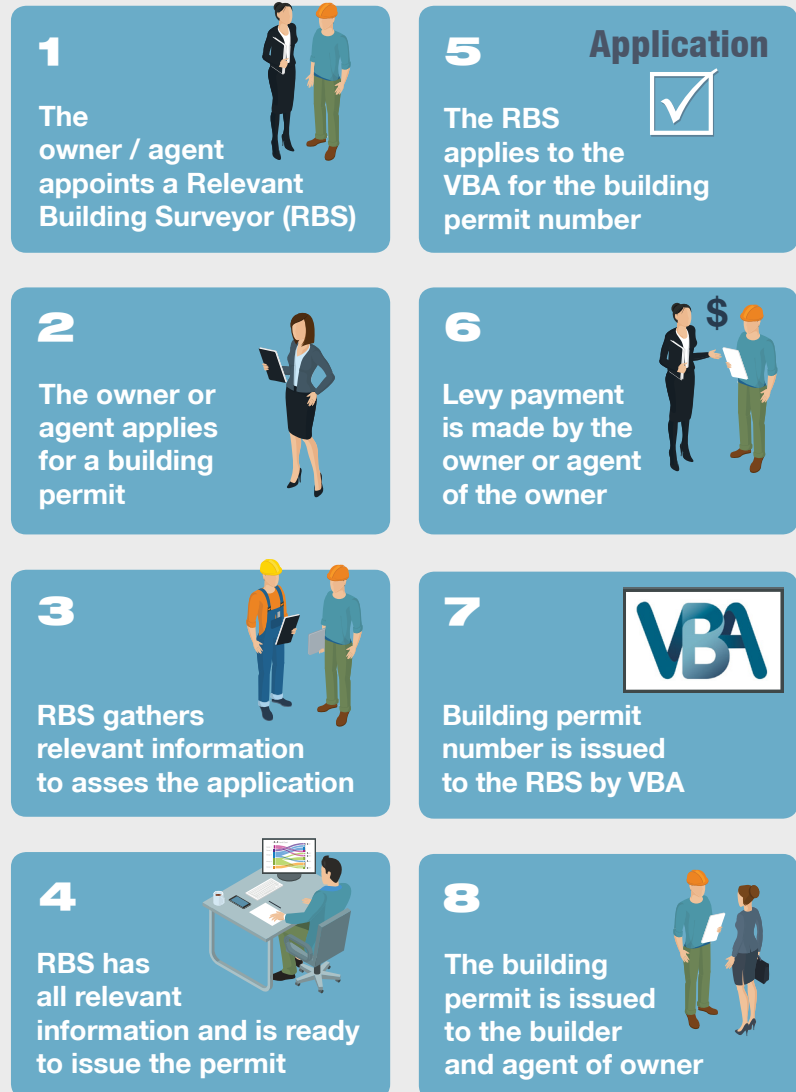 1
The
owner / agent
appoints a Relevant
Building Surveyor (RBS)
2
The owner or
agent applies
for a building
permit
3
RBS gathers
relevant information
to asses the application
4
RBS has
all relevant
information and is ready
to issue the permit
5
Application
The RBS
applies to the
VBA for the building
permit number
6
$
Levy payment
is made by the
owner or agent
of the owner
7
VBA
Building permit
number is issued
to the RBS by VBA
8
The building
permit is issued
to the builder
and agent of owner